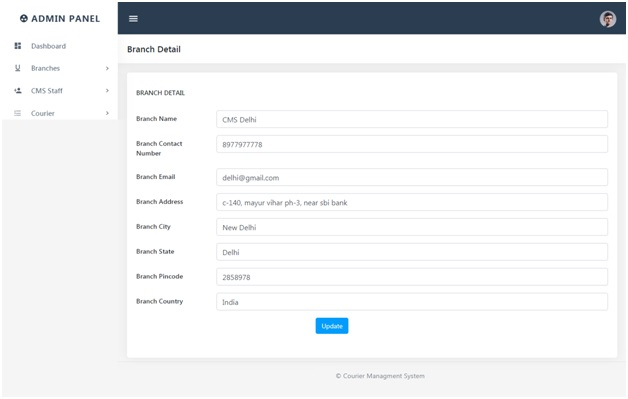 ADMIN PANEL
Dashboard
Branches
CMS Staff
Courier
Branch Detail
BRANCH DETAIL
Branch Name
CMS Delhi
Branch Contact
Number
8977977778
Branch Email
delhi@gmail.com
Branch Address
c-140, mayur vihar ph-3, near sbi bank
Branch City
New Delhi
Branch State
Delhi
Branch Pincode
2858978
Branch Country
India
Update
© Courier Managment System